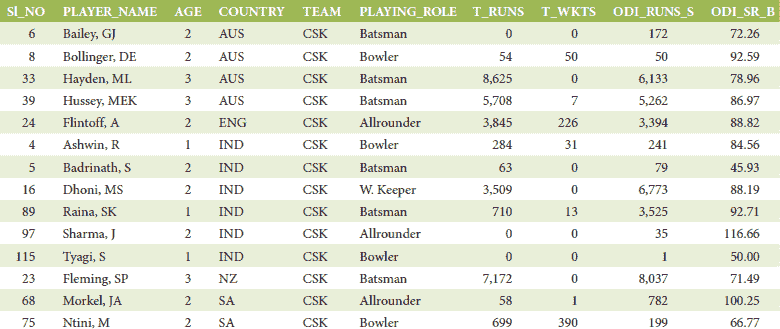 Sl_NO PLAYER_NAME AGE COUNTRY TEAM PLAYING_ROLE T_RUNS T_WKTS ODI_RUNS_S ODI_SR_B
6 Bailey, GJ 2 AUS CSK Batsman 0 0 172 72.26
8 Bollinger, DE 2 AUS CSK Bowler 54 50 50 92.59
33 Hayden, ML 3 AUS CSK Batsman 8,625 0 6,133 78.96
39 Hussey, MEK 3 AUS CSK Batsman 5,708 7 5,262 86.97
24 Flintoff, A 2 ENG CSK Allrounder 3,845 226 3,394 88.82
4 Ashwin, R 1 IND CSK Bowler 284 31 241 84.56
5 Badrinath, S 2 IND CSK Batsman 63 0 79 45.93
16 Dhoni, MS 2 IND CSK W. Keeper 3,509 0 6,773 88.19
89 Raina, SK 1 IND CSK Batsman 710 13 3,525 92.71
97 Sharma, J 2 IND CSK Allrounder 0 0 35 116.66
115 Tyagi, S 1 IND CSK Bowler 0 0 1 50.00
23 Fleming, SP 3 NZ CSK Batsman 7,172 0 8,037 71.49
68 Morkel, JA 2 SA CSK Allrounder 58 1 782 100.25
75 Ntini, M 2 SA CSK Bowler 699 390 199 66.77